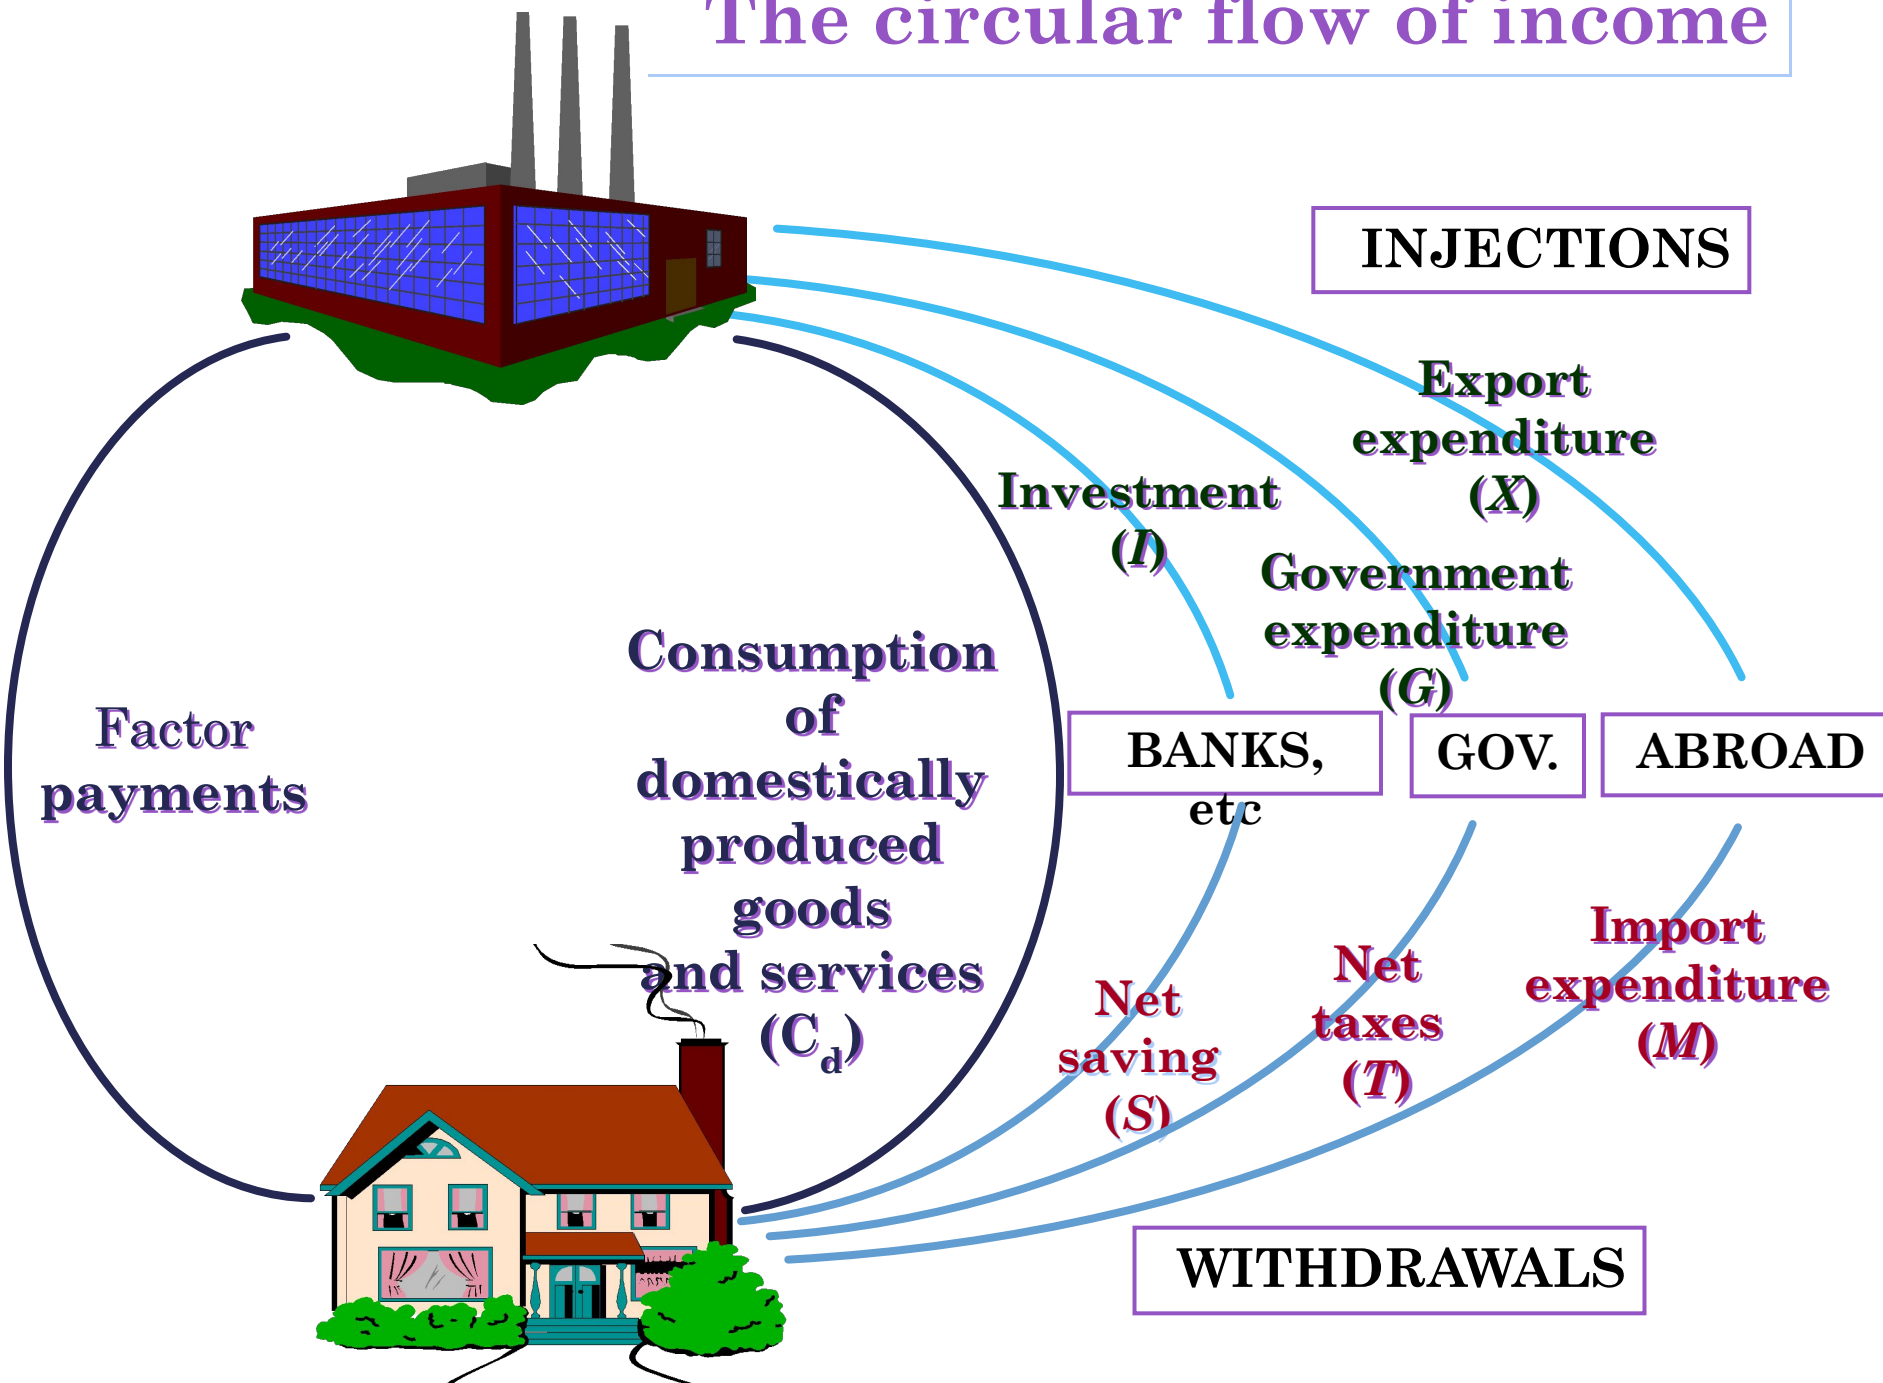 The circular flow of income
INJECTIONS
Export
expenditure
(X)
Investment
(I)
Government
expenditure
(G)
Factor
payments
Consumption
of
domestically
produced
goods
and services
(Cd)
BANKS,
etc
GOV.
ABROAD
Net
saving
(S)
Net
taxes
(T)
Import
expenditure
(M)
WITHDRAWALS